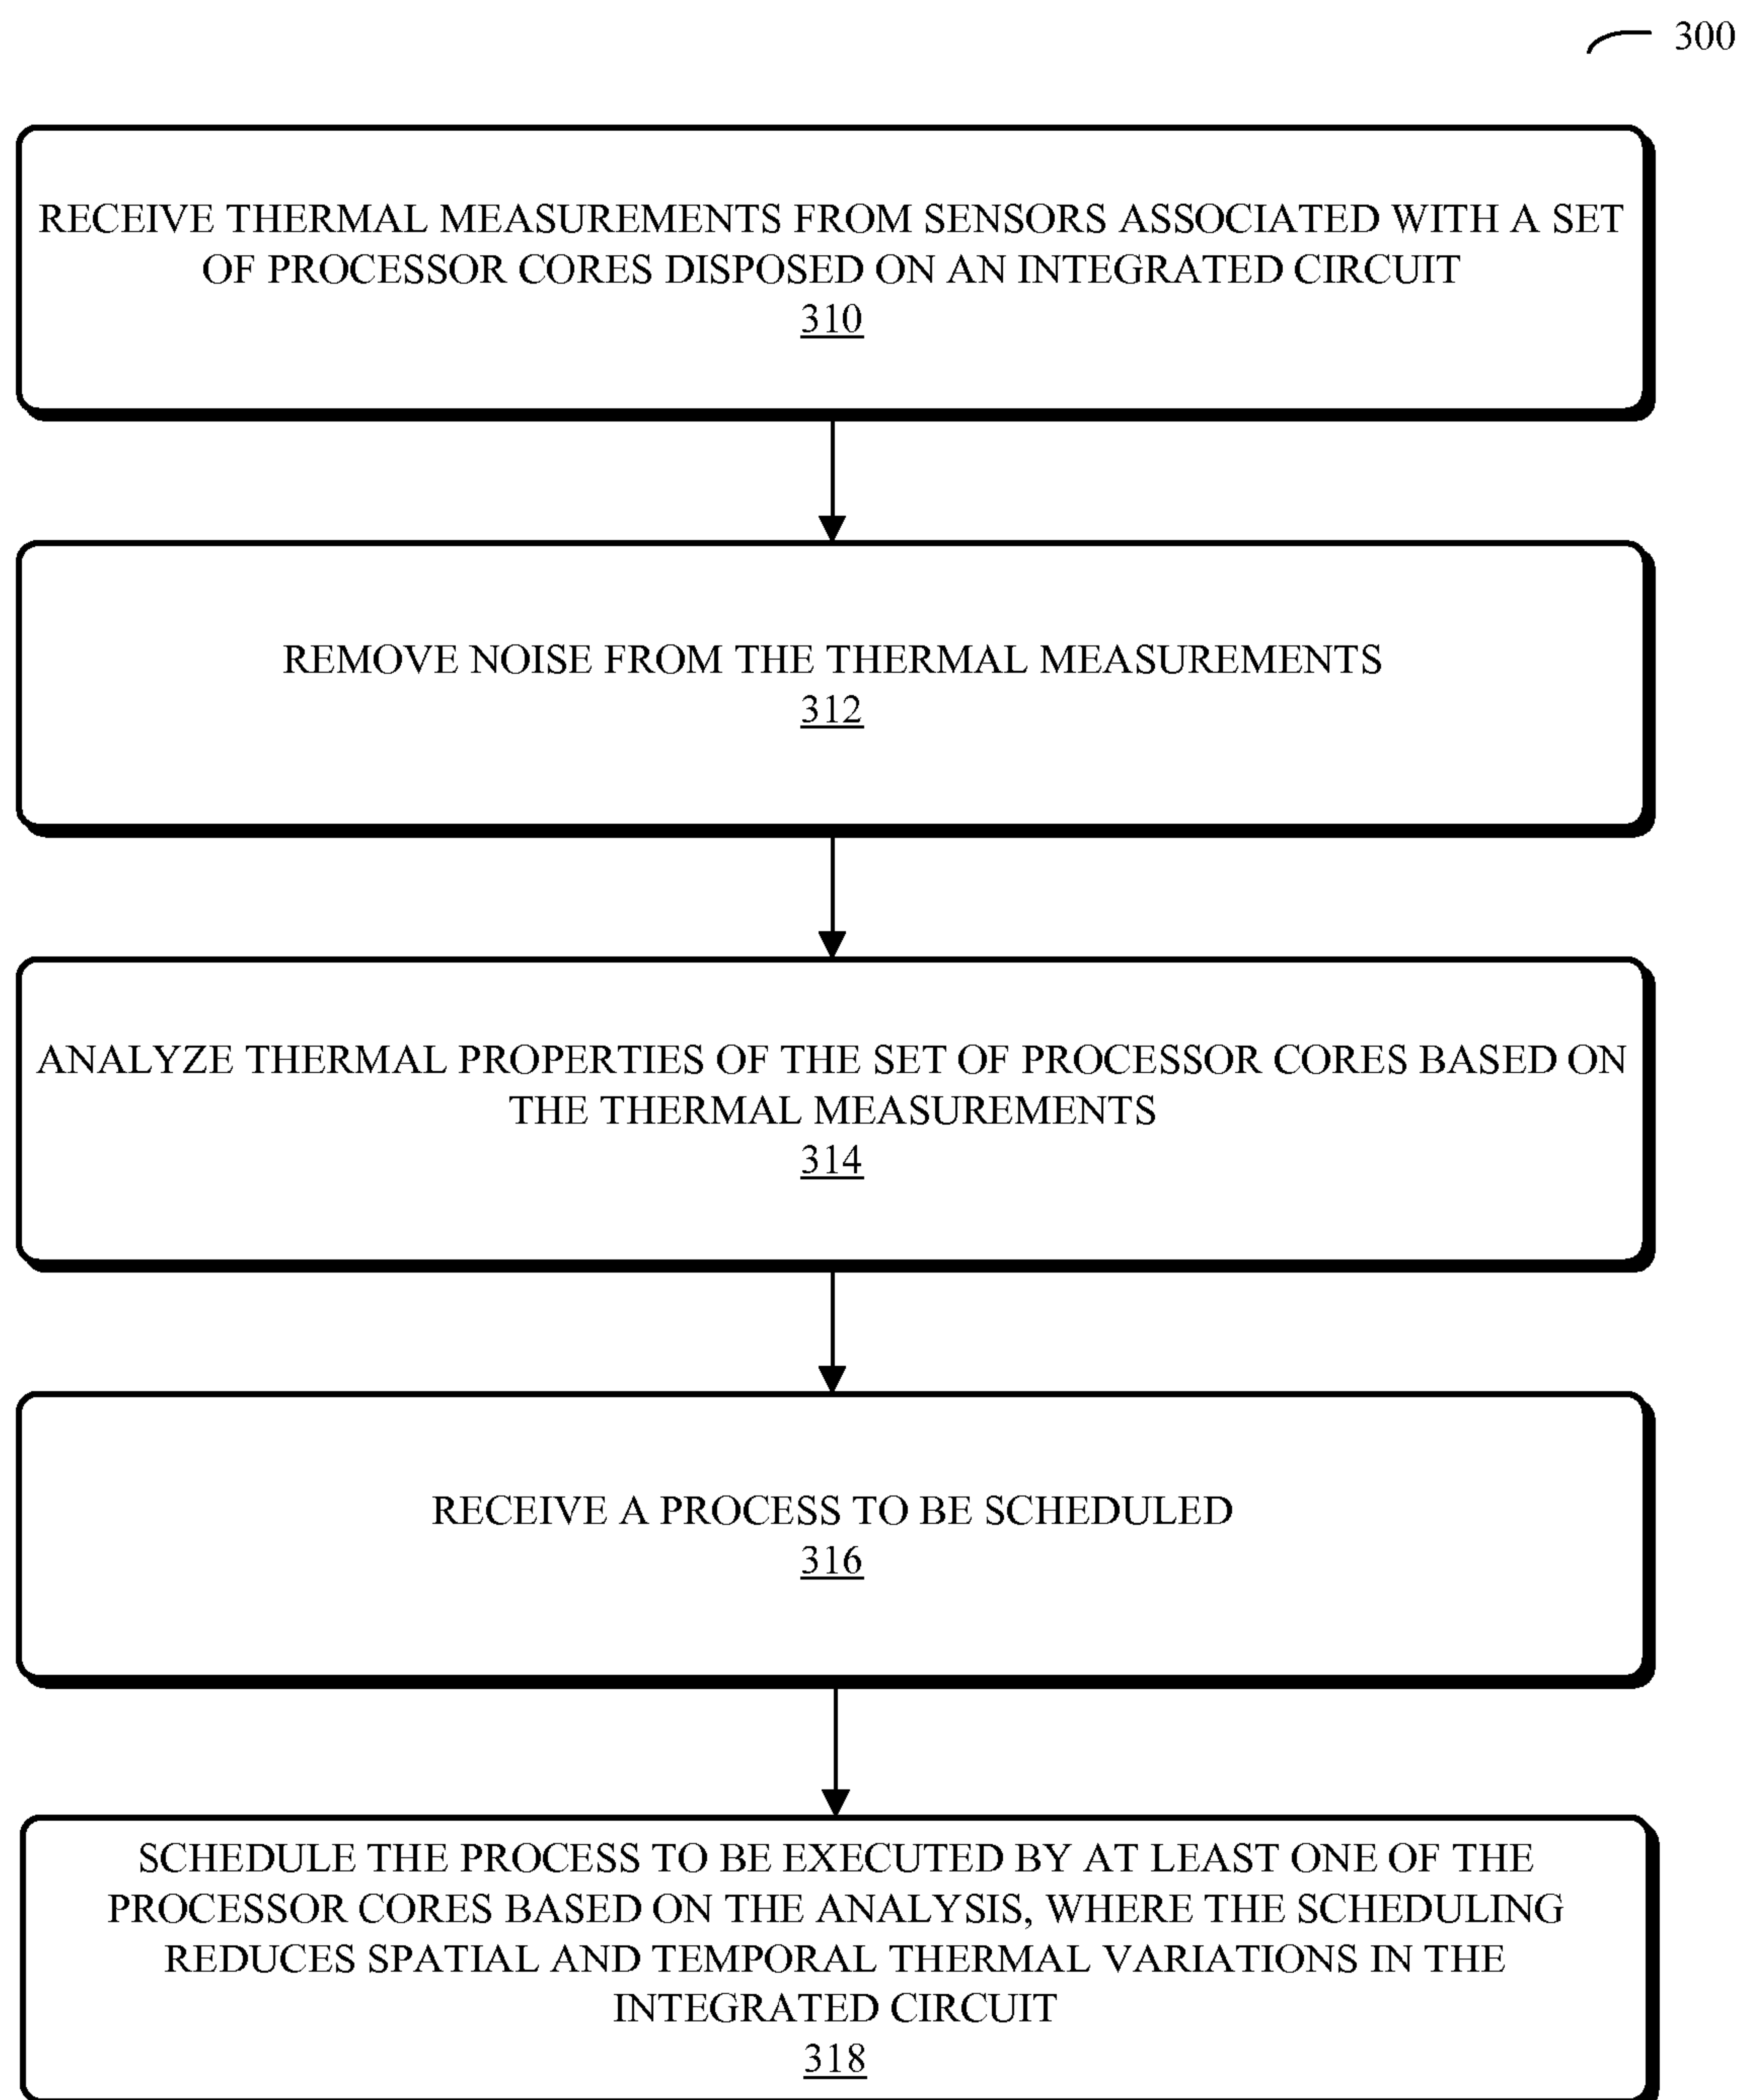 300
RECEIVE THERMAL MEASUREMENTS FROM SENSORS ASSOCIATED WITH A SET
OF PROCESSOR CORES DISPOSED ON AN INTEGRATED CIRCUIT
310
REMOVE NOISE FROM THE THERMAL MEASUREMENTS
312
ANALYZE THERMAL PROPERTIES OF THE SET OF PROCESSOR CORES BASED ON
THE THERMAL MEASUREMENTS
314
RECEIVE A PROCESS TO BE SCHEDULED
316
SCHEDULE THE PROCESS TO BE EXECUTED BY AT LEAST ONE OF THE
PROCESSOR CORES BASED ON THE ANALYSIS, WHERE THE SCHEDULING
REDUCES SPATIAL AND TEMPORAL THERMAL VARIATIONS IN THE
INTEGRATED CIRCUIT
318